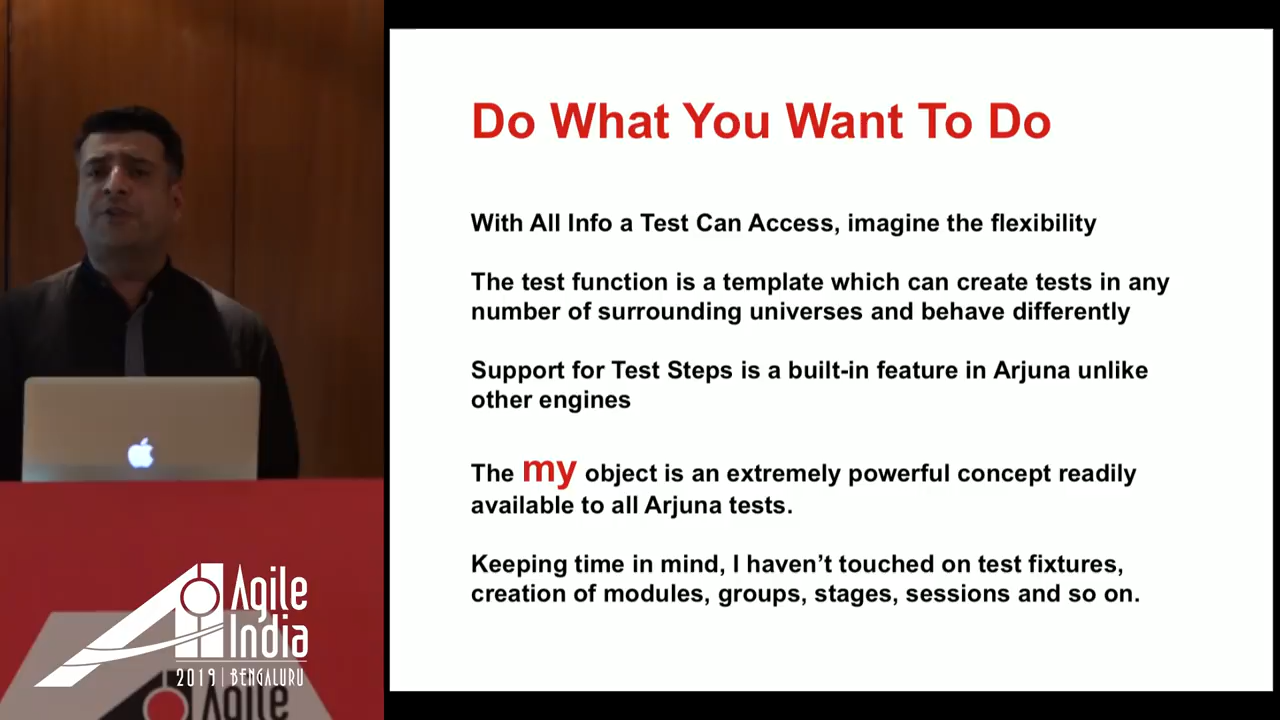 Do What You Want To Do
With All Info a Test Can Access, imagine the flexibility
The test function is a template which can create tests in any
number of surrounding universes and behave differently
Support for Test Steps is a built-in feature in Arjuna unlike
other engines
The my object is an extremely powerful concept readily
available to all Arjuna tests.
Keeping time in mind, I haven’t touched on test fixtures,
creation of modules, groups, stages, sessions and so on.
Agile
India
2019 | BENGALURU
Agile